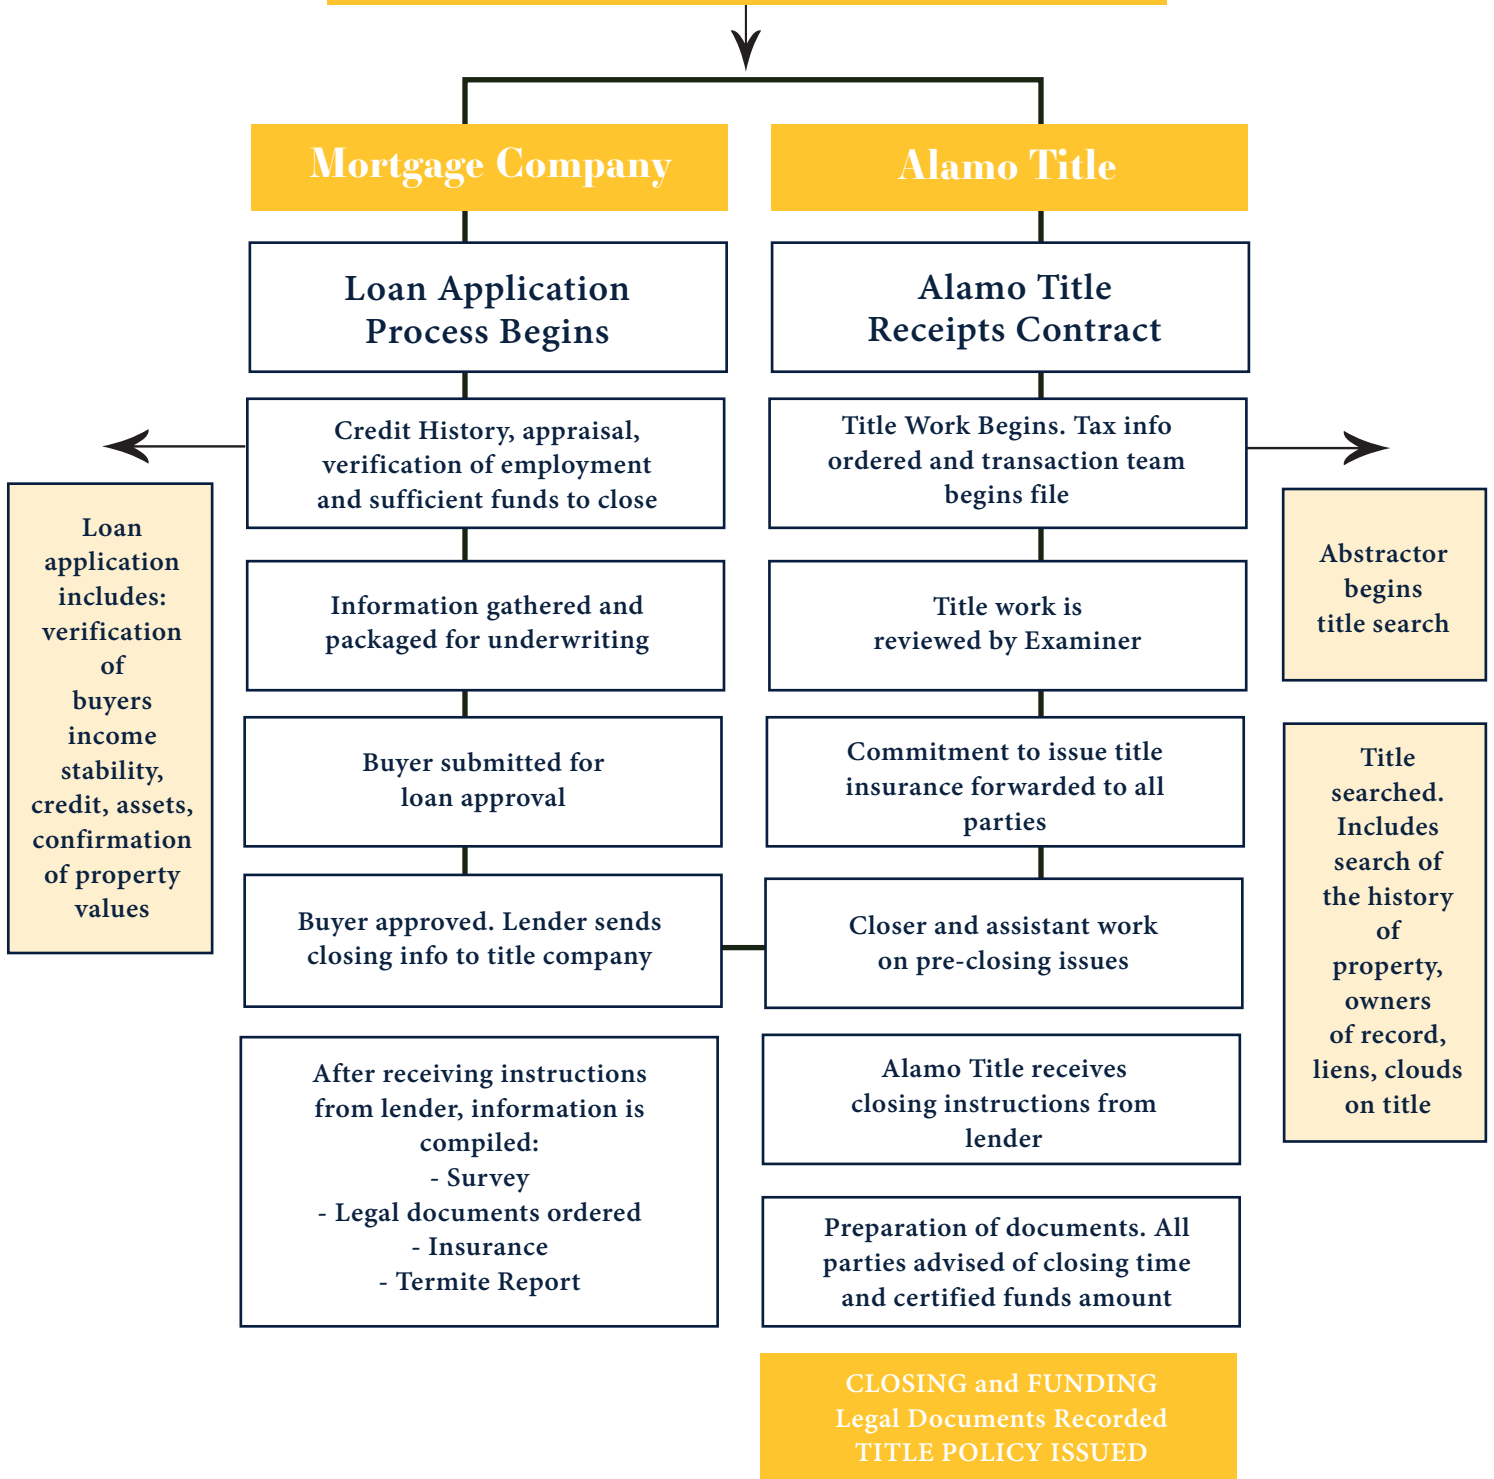 Mortgage Company
Alamo Title
Loan Application
Process Begins
Alamo Title
Receipts Contract
Credit History, appraisal,
verification of employment
and sufficient funds to close
Title Work Begins. Tax info
ordered and transaction team
begins file
Loan
application
includes:
verification
of
buyers
income
stability,
credit, assets,
confirmation
of property
values
Abstractor
begins
title search
Information gathered and
packaged for underwriting
Title work is
reviewed by Examiner
Buyer submitted for
loan approval
Commitment to issue title
insurance forwarded to all
parties
Title
searched.
Includes
search of
the history
of
property,
owners
of record,
liens, clouds
on title
Buyer approved. Lender sends
closing info to title company
Closer and assistant work
on pre-closing issues
After receiving instructions
from lender, information is
compiled:
- Survey
- Legal documents ordered
- Insurance
- Termite Report
Alamo Title receives
closing instructions from
lender
Preparation of documents. All
parties advised of closing time
and certified funds amount
CLOSING and FUNDING
Legal Documents Recorded
TITLE POLICY ISSUED